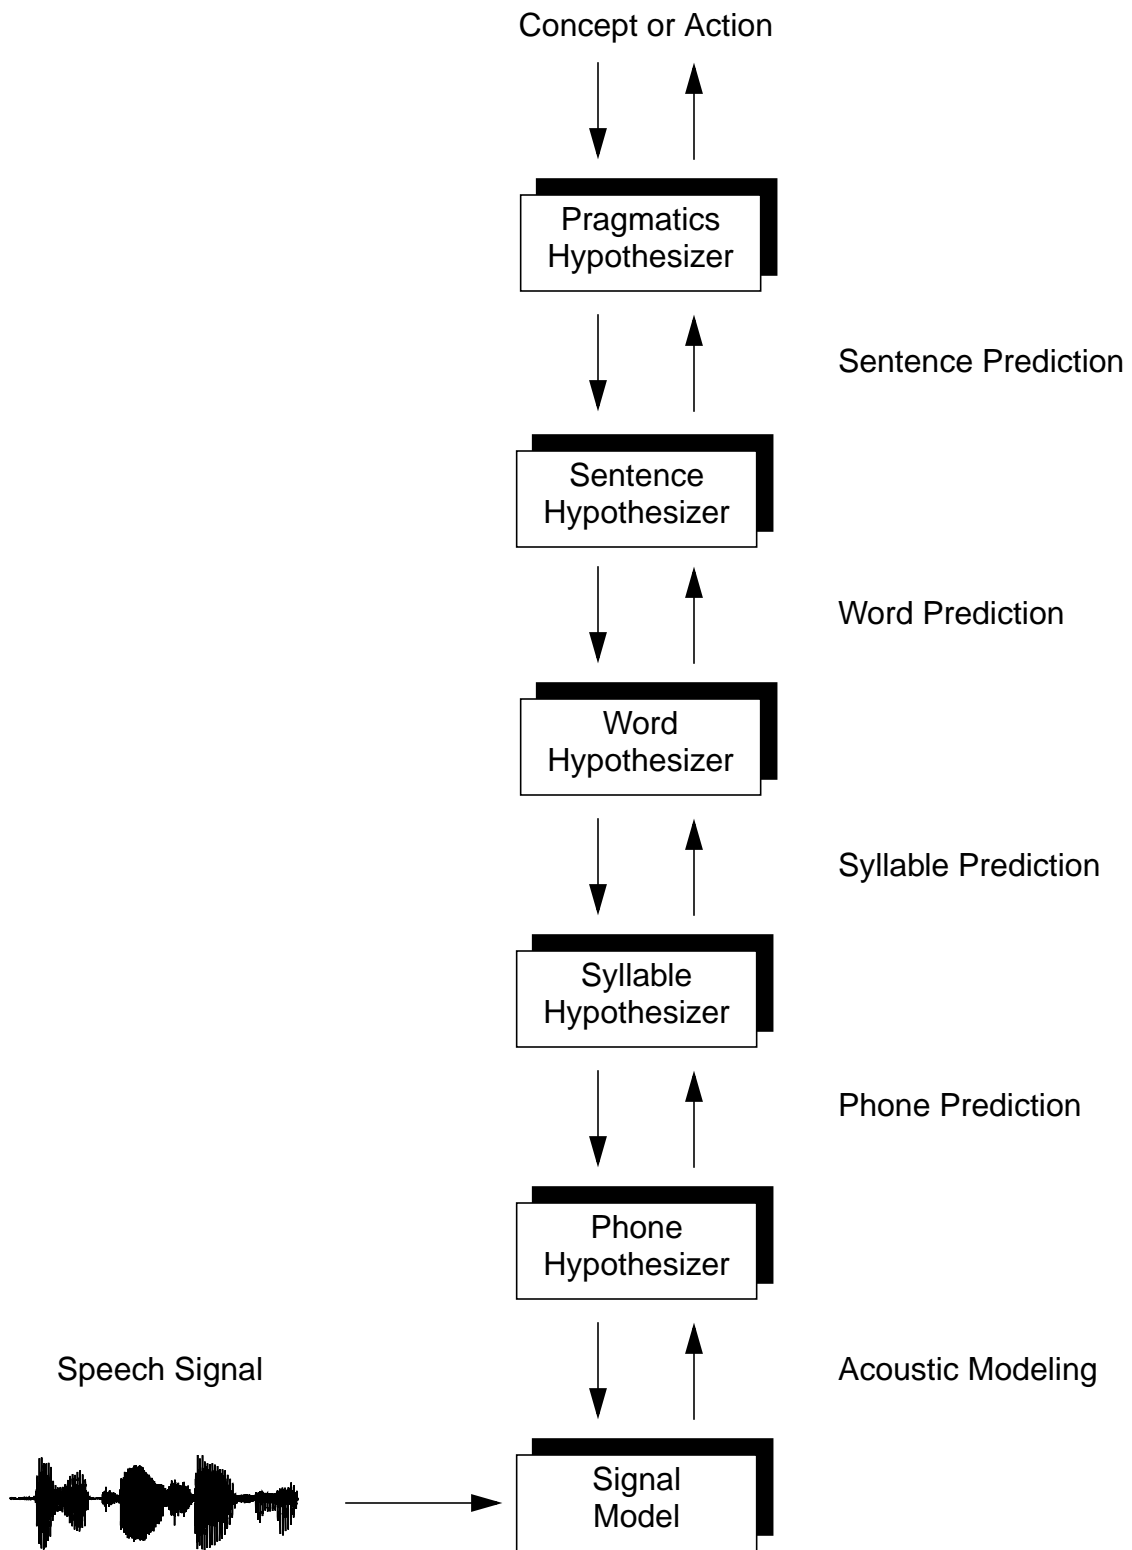 Concept or Action
Pragmatics
Hypothesizer
Sentence Prediction
Sentence
Hypothesizer
Word Prediction
Word
Hypothesizer
Syllable Prediction
Syllable
Hypothesizer
Phone Prediction
Phone
Hypothesizer
Speech Signal
Acoustic Modeling
Signal
Model